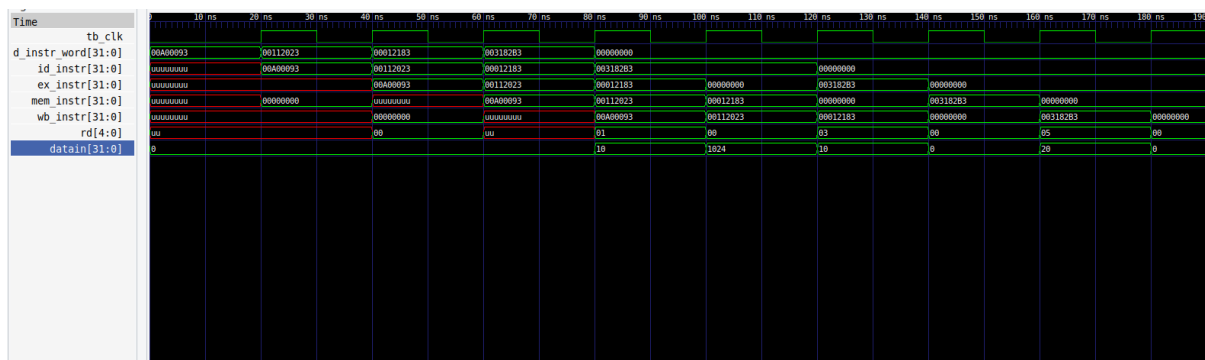 Time 0 10 ns 20 ns 30 ns 40 ns 50 ns 60 ns 70 ns 80 ns 90 ns 100 ns 110 ns 120 ns 130 ns 140 ns 150 ns 160 ns 170 ns 180 ns 190
tb_clk
d_instr_word[31:0] 00A00093 00112023 00012183 003182B3 00000000
id_instr[31:0] uuuuuuuu 00A00093 00112023 00012183 003182B3 00000000
ex_instr[31:0] uuuuuuuu 00A00093 00112023 00012183 00000000 003182B3 00000000
mem_instr[31:0] uuuuuuuu 00000000 uuuuuuuu 00A00093 00112023 00012183 00000000 003182B3 00000000
wb_instr[31:0] uuuuuuuu 00000000 uuuuuuuu 00A00093 00112023 00012183 00000000 003182B3 00000000
rd[4:0] uu 00 uu 01 00 03 00 05 00
datain[31:0] 0 10 1024 10 0 20 0